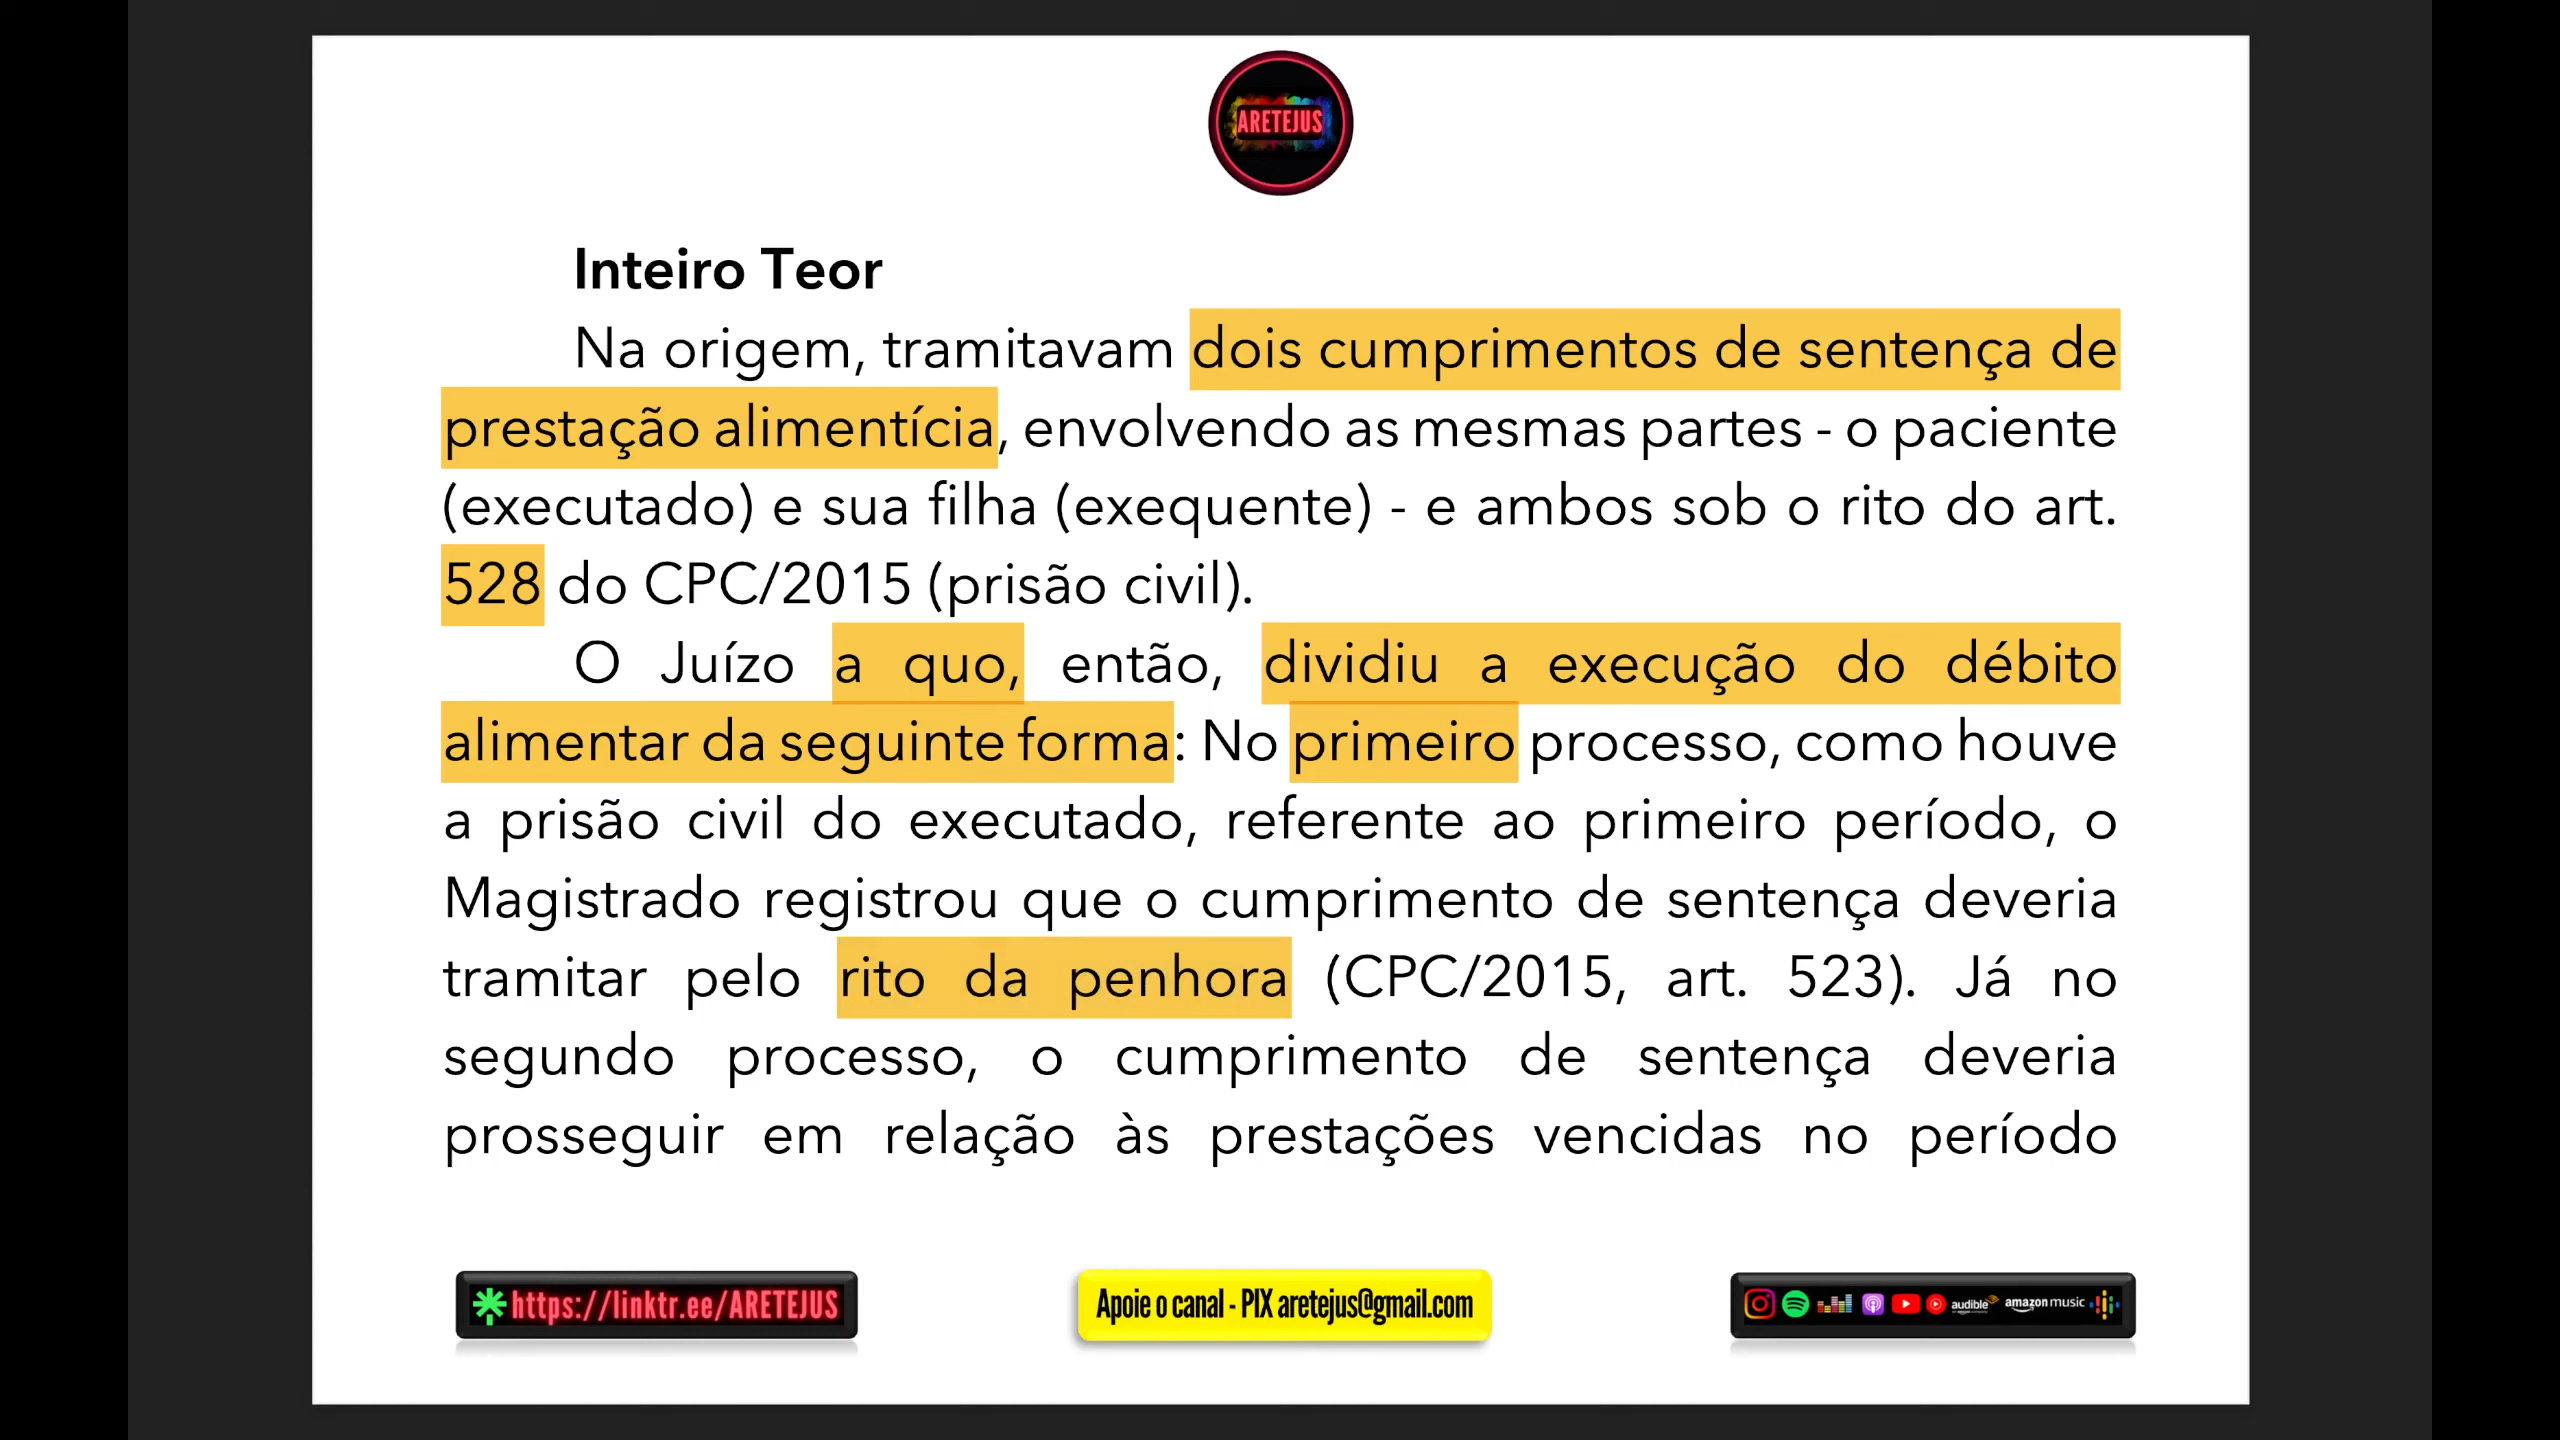 ARETEJUS
Inteiro Teor
Na origem, tramitavam dois cumprimentos de sentença de
prestação alimentícia, envolvendo as mesmas partes - o paciente
(executado) e sua filha (exequente) - e ambos sob o rito do art.
528 do CPC/2015 (prisão civil).
O Juízo a quo, então, dividiu a execução do débito
alimentar da seguinte forma: No primeiro processo, como houve
a prisão civil do executado, referente ao primeiro período, o
Magistrado registrou que o cumprimento de sentença deveria
tramitar pelo rito da penhora (CPC/2015, art. 523). Já no
segundo processo, o cumprimento de sentença deveria
prosseguir em relação às prestações vencidas no período
https://linktr.ee/ARETEJUS
Apoie o canal - PIX aretejus@gmail.com
audible amazon music